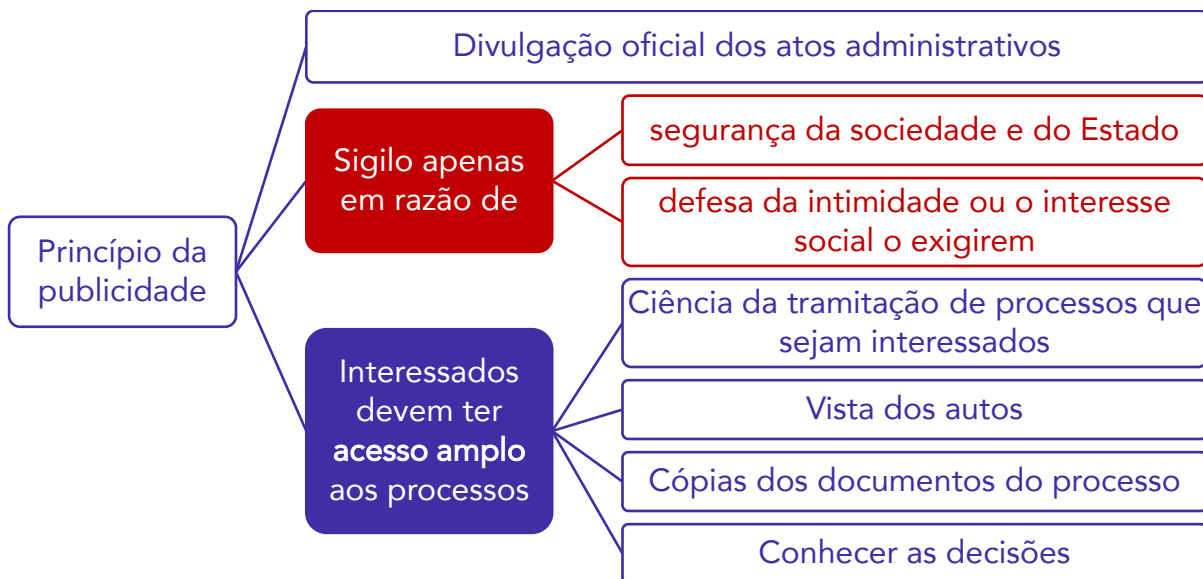 Princípio da
publicidade
Divulgação oficial dos atos administrativos
Sigilo apenas
em razão de
segurança da sociedade e do Estado
defesa da intimidade ou o interesse
social o exigirem
Interessados
devem ter
acesso amplo
aos processos
Ciência da tramitação de processos que
sejam interessados
Vista dos autos
Cópias dos documentos do processo
Conhecer as decisões